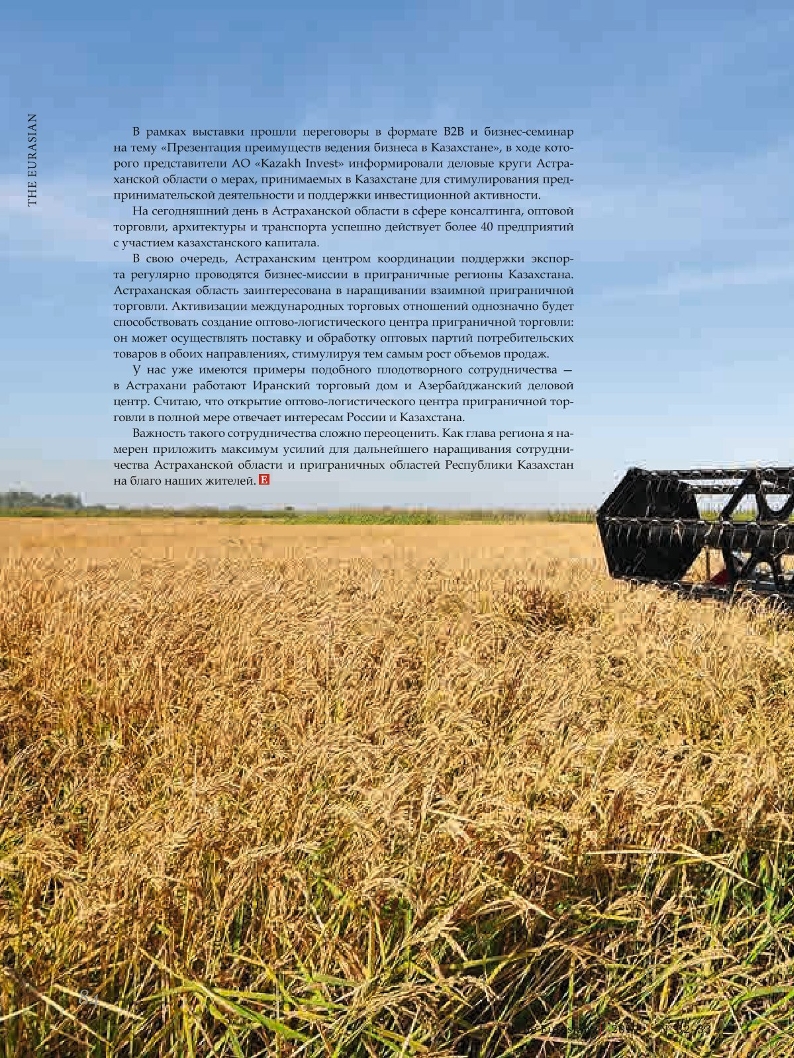 THE EURASIAN
В рамках выставки прошли переговоры в формате B2B и бизнес-семинар
на тему «Презентация преимуществ ведения бизнеса в Казахстане», в ходе кото-
рого представители АО «Kazakh Invest» информировали деловые круги Астра-
ханской области о мерах, принимаемых в Казахстане для стимулирования пред-
принимательской деятельности и поддержки инвестиционной активности.
На сегодняшний день в Астраханской области в сфере консалтинга, оптовой
торговли, архитектуры и транспорта успешно действует более 40 предприятий
с участием казахстанского капитала.
В свою очередь, Астраханским центром координации поддержки экспор-
та регулярно проводятся бизнес-миссии в приграничные регионы Казахстана.
Астраханская область заинтересована в наращивании взаимной приграничной
торговли. Активизации международных торговых отношений однозначно будет
способствовать создание оптово-логистического центра приграничной торговли:
он может осуществлять поставку и обработку оптовых партий потребительских
товаров в обоих направлениях, стимулируя тем самым рост объемов продаж.
У нас уже имеются примеры подобного плодотворного сотрудничества —
в Астрахани работают Иранский торговый дом и Азербайджанский деловой
центр. Считаю, что открытие оптово-логистического центра приграничной тор-
говли в полной мере отвечает интересам России и Казахстана.
Важность такого сотрудничества сложно переоценить. Как глава региона я на-
мерен приложить максимум усилий для дальнейшего наращивания сотрудни-
чества Астраханской области и приграничных областей Республики Казахстан
на благо наших жителей. E